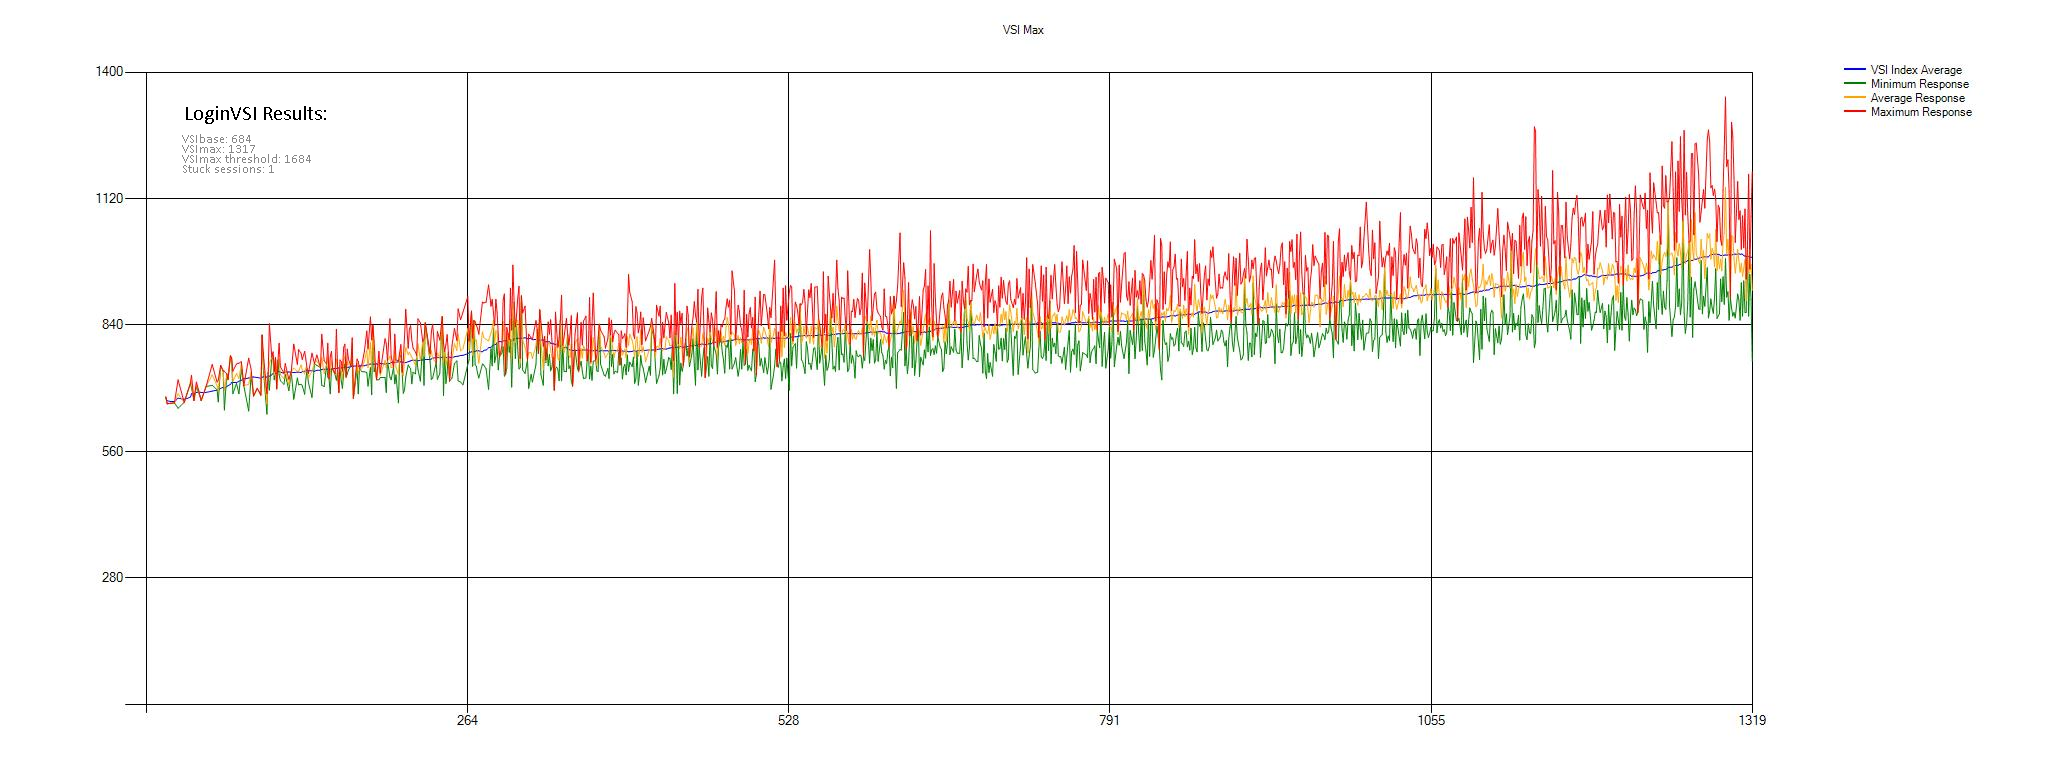 VSI Max
1400
VSI Index Average
Minimum Response
Average Response
Maximum Response
LoginVSI Results:
VSIbase: 684
VSImax: 1317
VSImax threshold: 1684
Stuck sessions: 1
1120
840
560
280
264 528 791 1055 1319